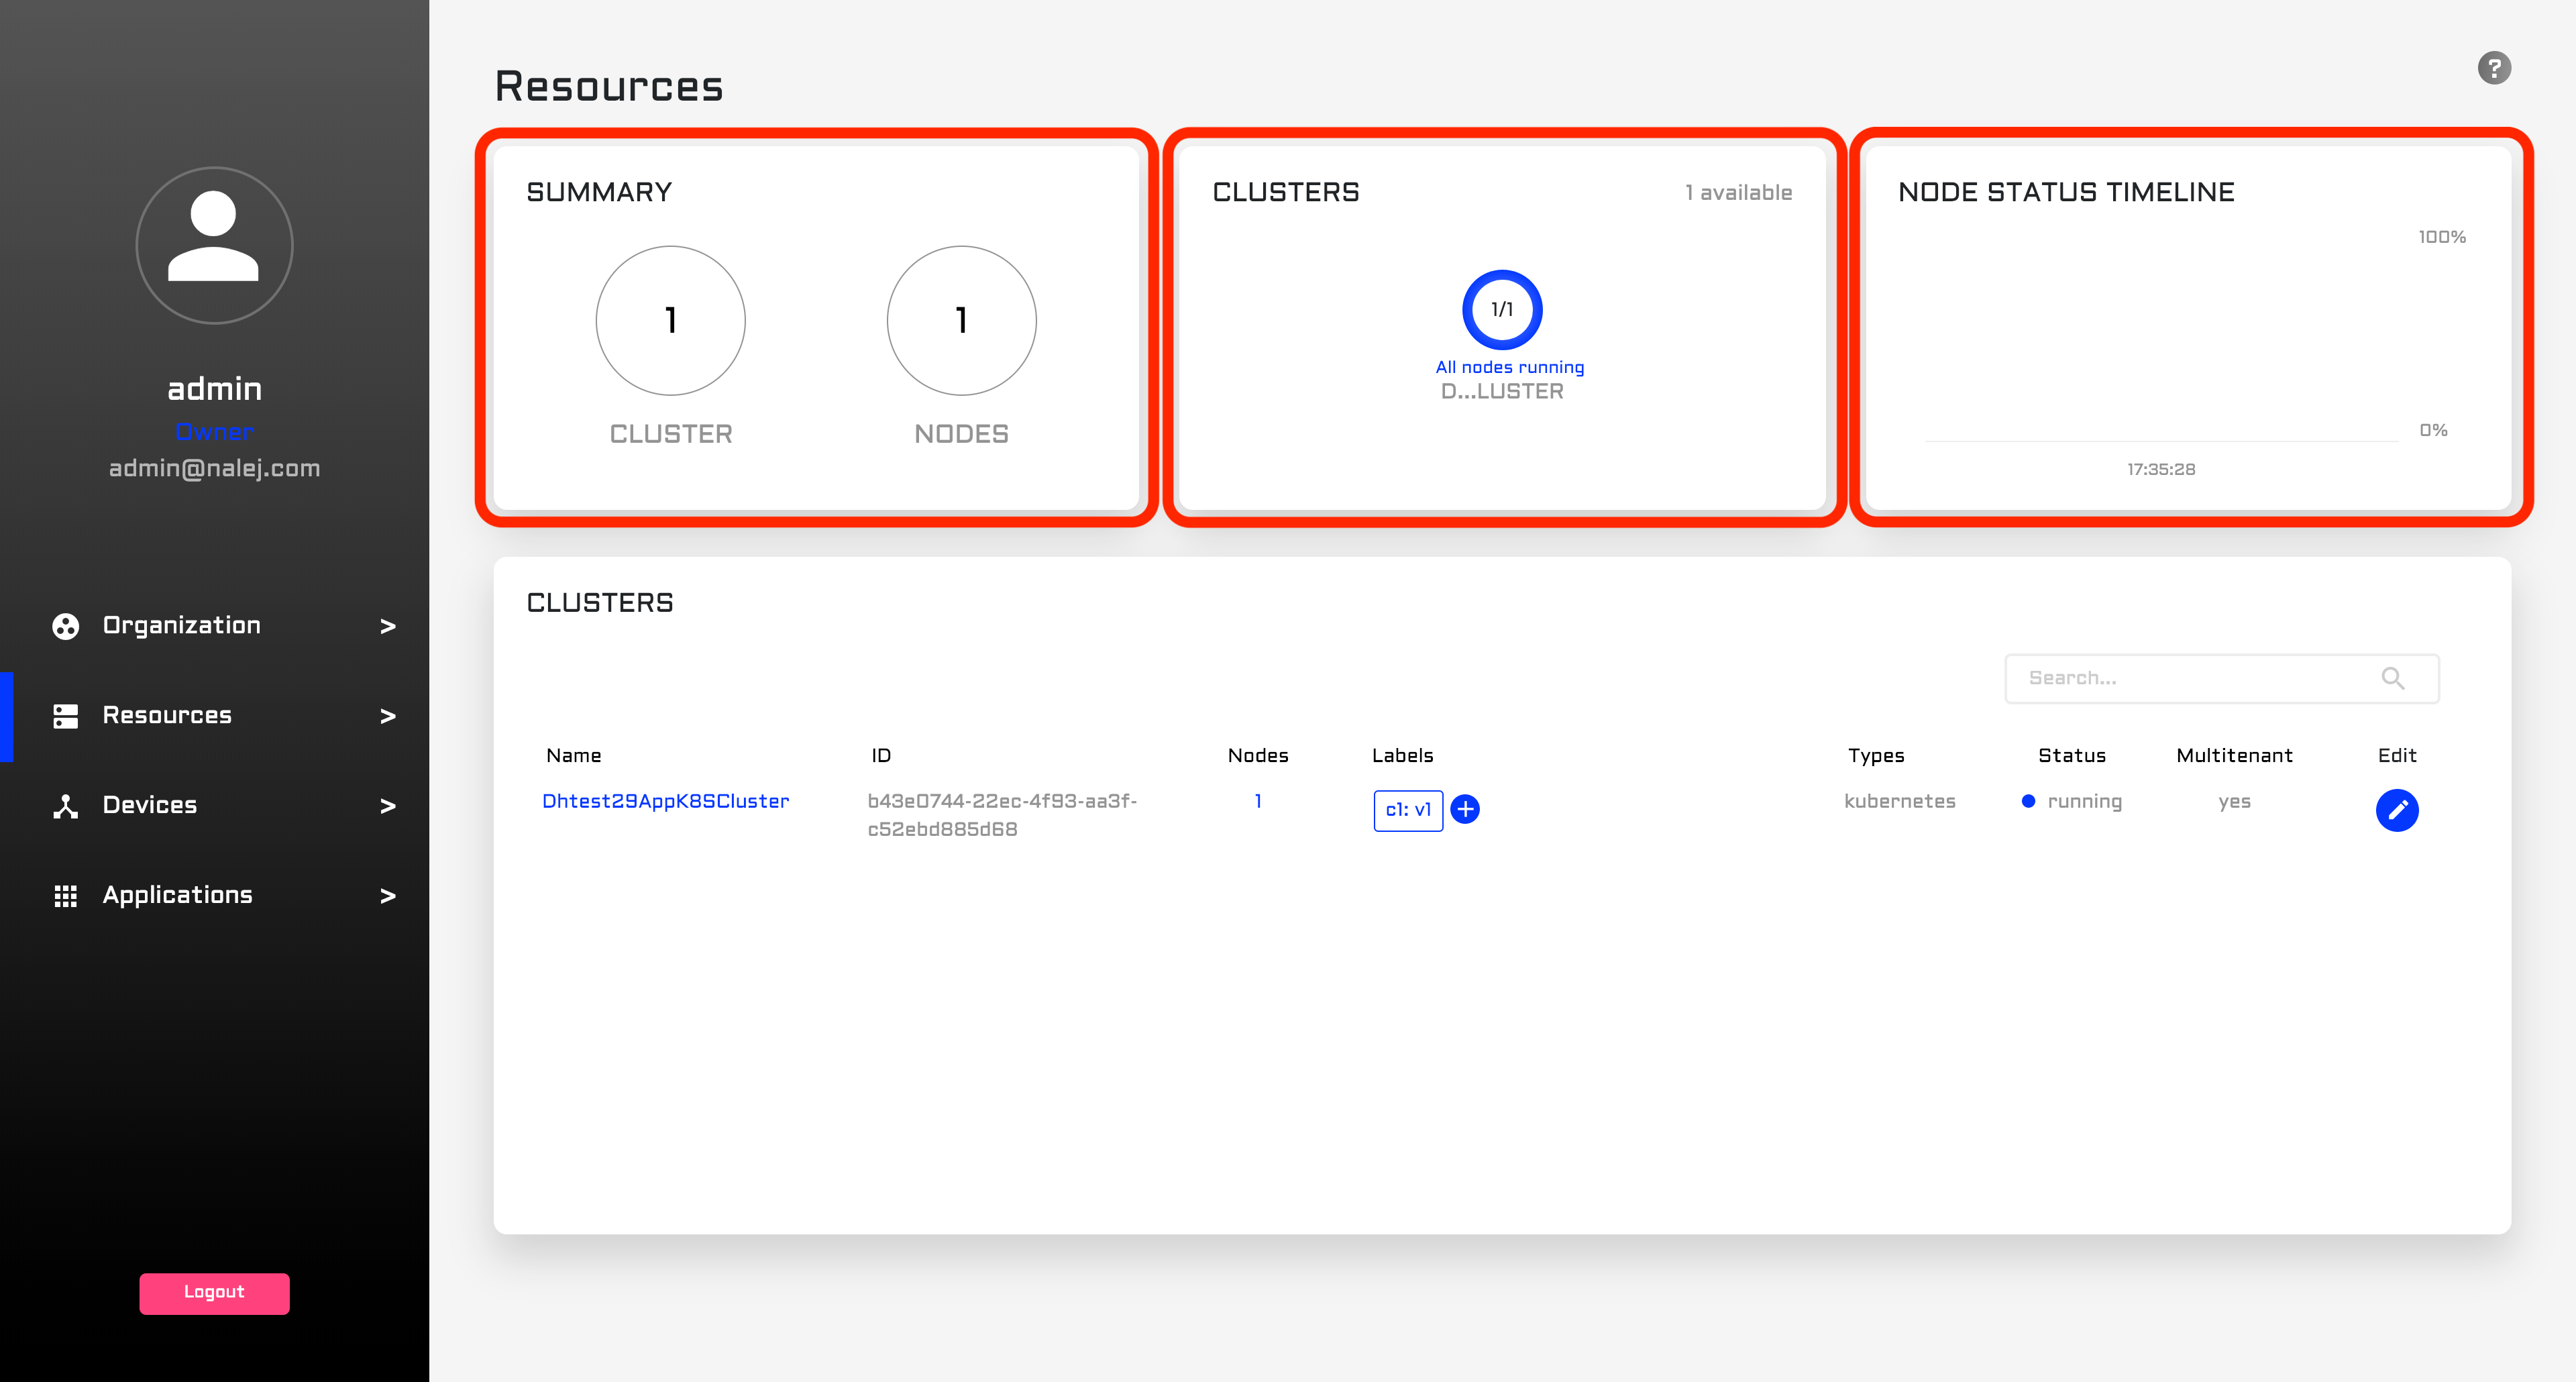 admin
Owner
admin@nalej.com
Organization >
Resources >
Devices >
Applications >
Logout
Resources
?
SUMMARY
1
CLUSTER
1
NODES
CLUSTERS
1 available
1/1
All nodes running
D...LUSTER
NODE STATUS TIMELINE
100%
0%
17:35:28
CLUSTERS
Search...
Name ID Nodes Labels Types Status Multitenant Edit
Dhtest29AppK8SCluster b43e0744-22ec-4f93-aa3f- 1 c1: v1 kubernetes running yes
c52ebd885d68